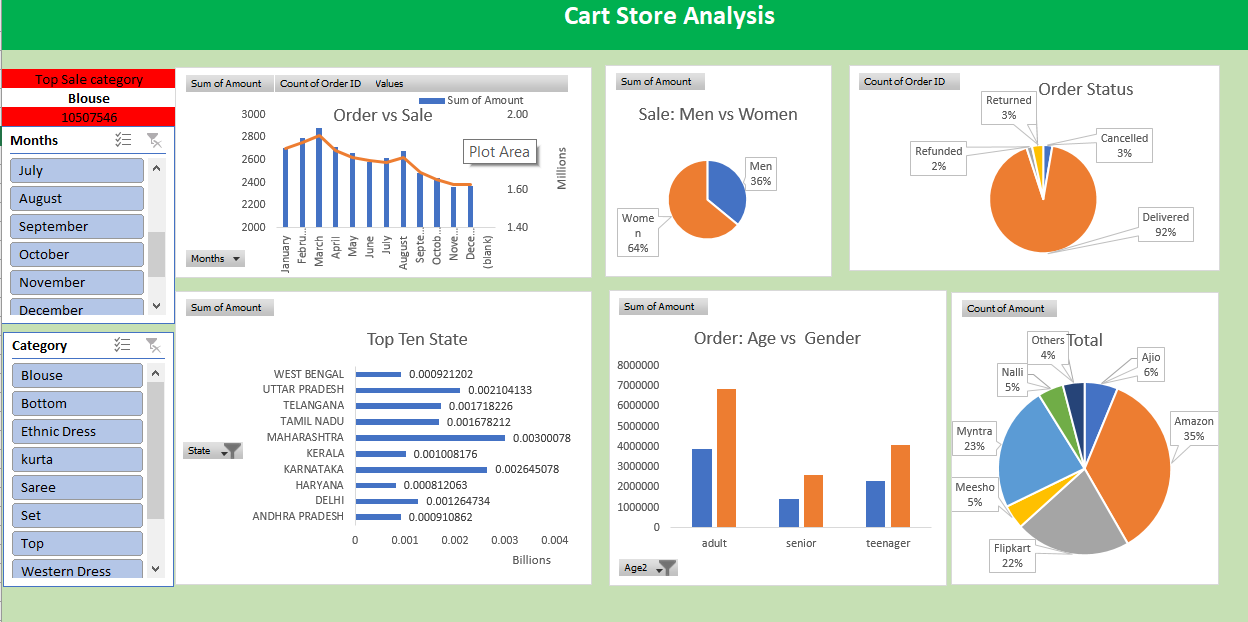 Cart Store Analysis
Top Sale category
Blouse
10507546
Months
July
August
September
October
November
December
Category
Blouse
Bottom
Ethnic Dress
kurta
Saree
Set
Top
Western Dress
Sum of Amount
Count of Order ID
Values
Sum of Amount
Order vs Sale
3000
2800
2600
2400
2200
2000
2.00
1.60
1.40
Millions
Plot Area
January
Febru...
March
April
May
June
July
August
Septe...
Octob...
Nove...
Dece...
(blank)
Months
Sum of Amount
Sale: Men vs Women
Men
36%
Wome
n
64%
Count of Order ID
Order Status
Returned
3%
Cancelled
3%
Refunded
2%
Delivered
92%
Sum of Amount
Top Ten State
WEST BENGAL 0.000921202
UTTAR PRADESH 0.002104133
TELANGANA 0.001718226
TAMIL NADU 0.001678212
MAHARASHTRA 0.00300078
KERALA 0.001008176
KARNATAKA 0.002645078
HARYANA 0.000812063
DELHI 0.001264734
ANDHRA PRADESH 0.000910862
0 0.001 0.002 0.003 0.004
Billions
State
Sum of Amount
Order: Age vs Gender
8000000
7000000
6000000
5000000
4000000
3000000
2000000
1000000
0
adult senior teenager
Age2
Count of Amount
Total
Others
4%
Ajio
6%
Nalli
5%
Amazon
35%
Myntra
23%
Meesho
5%
Flipkart
22%